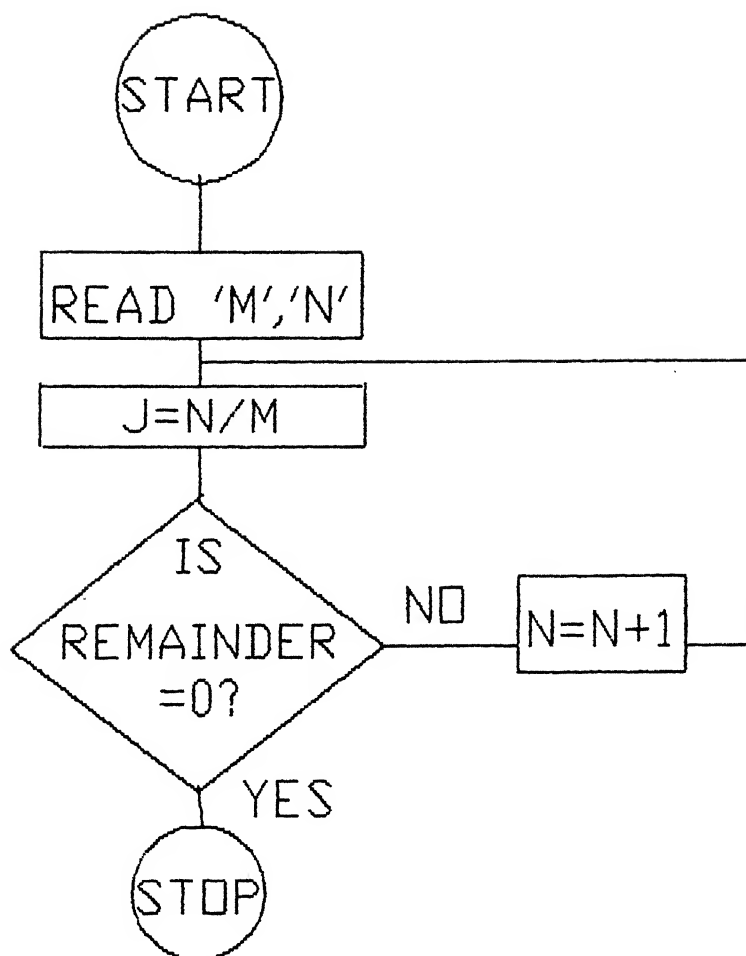 START
READ 'M','N'
J=N/M
IS
REMAINDER
=0?
NO
N=N+1
YES
STOP